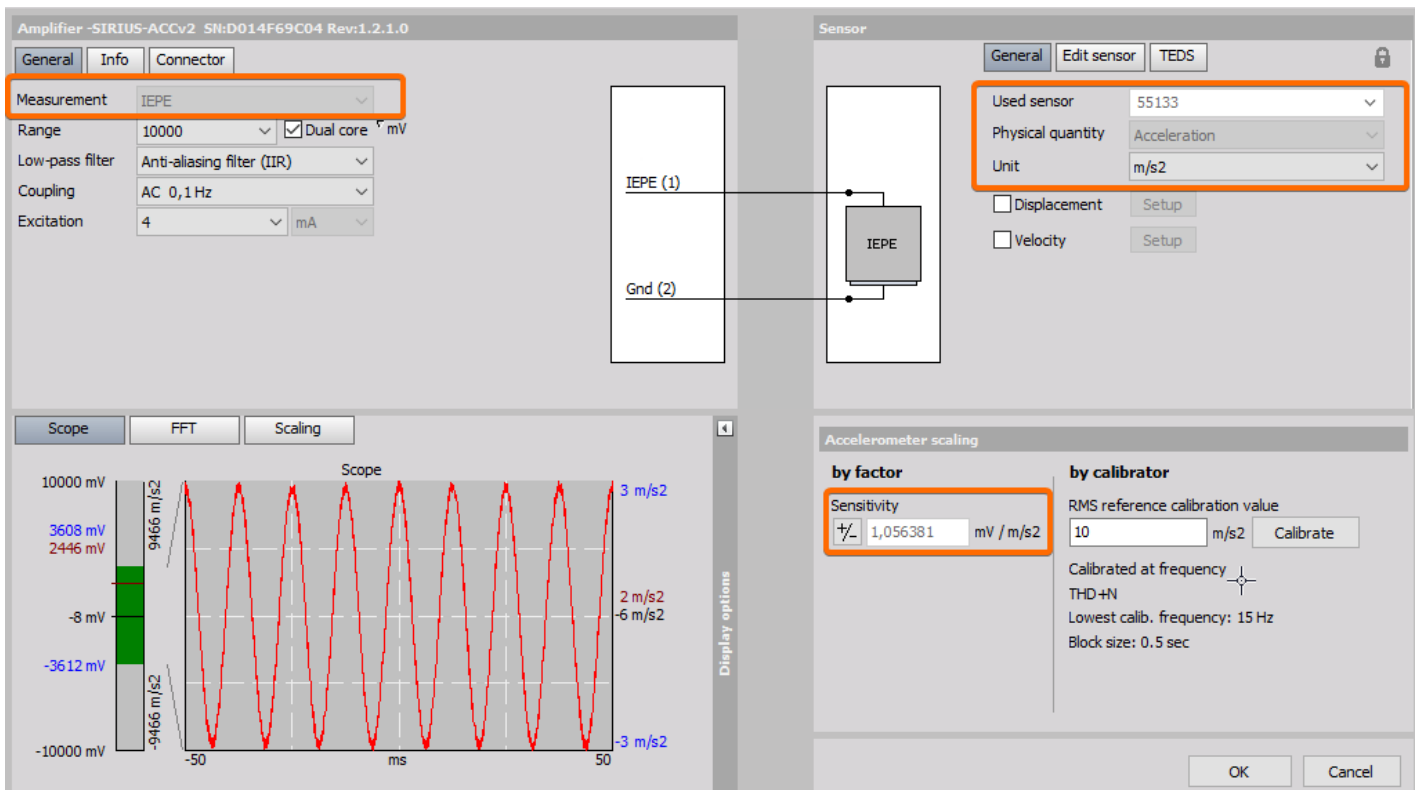 Amplifier -SIRIUS-ACCv2 SN:D014F69C04 Rev:1.2.1.0
General Info Connector
Measurement IEPE
Range 10000 Dual core mV
Low-pass filter Anti-aliasing filter (IIR)
Coupling AC 0,1 Hz
Excitation 4 mA
IEPE (1)
Gnd (2)
IEPE
Sensor
General Edit sensor TEDS
Used sensor 55133
Physical quantity Acceleration
Unit m/s2
Displacement Setup
Velocity Setup
Scope FFT Scaling
Scope
10000 mV
3608 mV
2446 mV
-8 mV
-3612 mV
-10000 mV
9466 m/s2
-9466 m/s2
3 m/s2
2 m/s2
-6 m/s2
-3 m/s2
-50 ms 50
Display options
Accelerometer scaling
by factor
Sensitivity
+/- 1,056381 mV / m/s2
by calibrator
RMS reference calibration value
10 m/s2 Calibrate
Calibrated at frequency
THD+N
Lowest calib. frequency: 15 Hz
Block size: 0.5 sec
OK Cancel